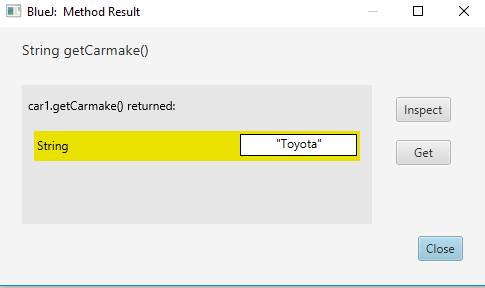 BlueJ: Method Result
String getCarmake()
car1.getCarmake() returned:
String "Toyota"
Inspect
Get
Close